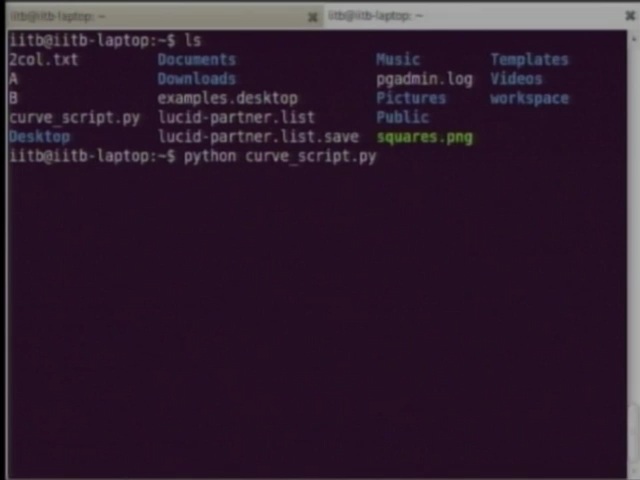 iitb@iitb-laptop: ~ iitb@iitb-laptop: ~
iitb@iitb-laptop:~$ ls
2col.txt Documents Music Templates
A Downloads pgadmin.log Videos
B examples.desktop Pictures workspace
curve_script.py lucid-partner.list Public
Desktop lucid-partner.list.save squares.png
iitb@iitb-laptop:~$ python curve_script.py